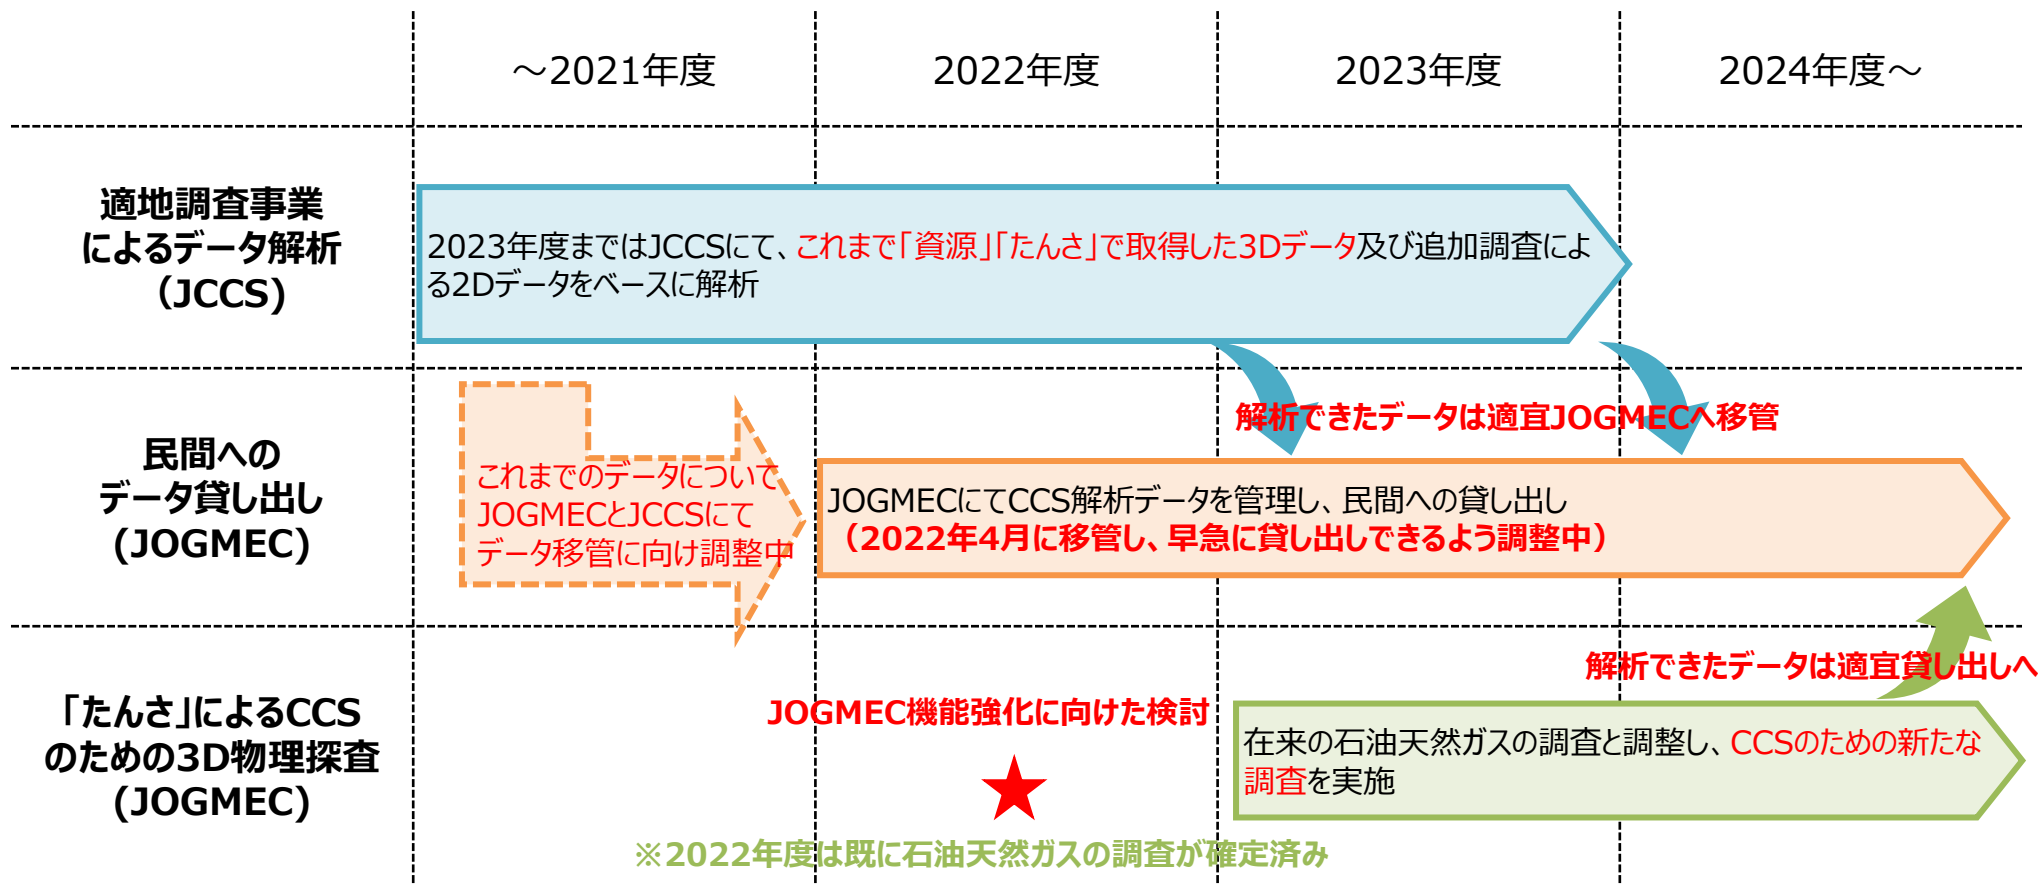 ～2021年度
2022年度
2023年度
2024年度～
適地調査事業
によるデータ解析
（JCCS)
2023年度まではJCCSにて、これまで「資源」「たんさ」で取得した3Dデータ及び追加調査によ
る2Dデータをベースに解析
解析できたデータは適宜JOGMECへ移管
民間への
データ貸し出し
(JOGMEC)
これまでのデータについて
JOGMECとJCCSにて
データ移管に向け調整中
JOGMECにてCCS解析データを管理し、民間への貸し出し
（2022年4月に移管し、早急に貸し出しできるよう調整中）
解析できたデータは適宜貸し出しへ
「たんさ」によるCCS
のための3D物理探査
(JOGMEC)
JOGMEC機能強化に向けた検討
在来の石油天然ガスの調査と調整し、CCSのための新たな
調査を実施
※2022年度は既に石油天然ガスの調査が確定済み